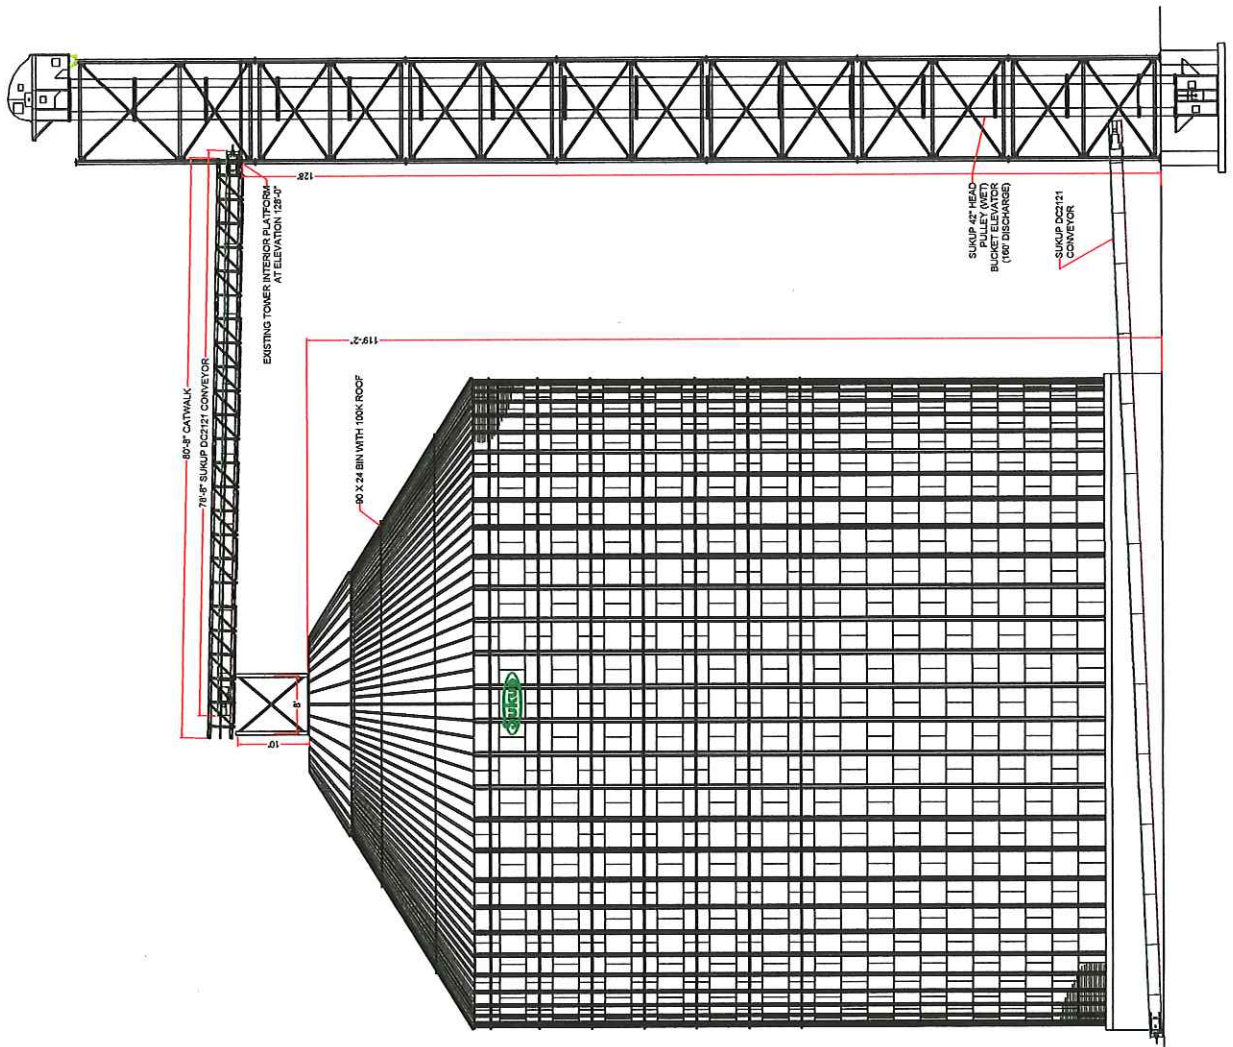 80'-8" CATWALK
78'-6" SUKUP DC2121 CONVEYOR
EXISTING TOWER INTERIOR PLATFORM
AT ELEVATION 128'-0"
128'
119'-2"
SUKUP 42" HEAD
PULLEY (WET)
BUCKET ELEVATOR
(160' DISCHARGE)
SUKUP DC2121
CONVEYOR
90 X 24 BIN WITH 100K ROOF
8'
10'
SUKUP